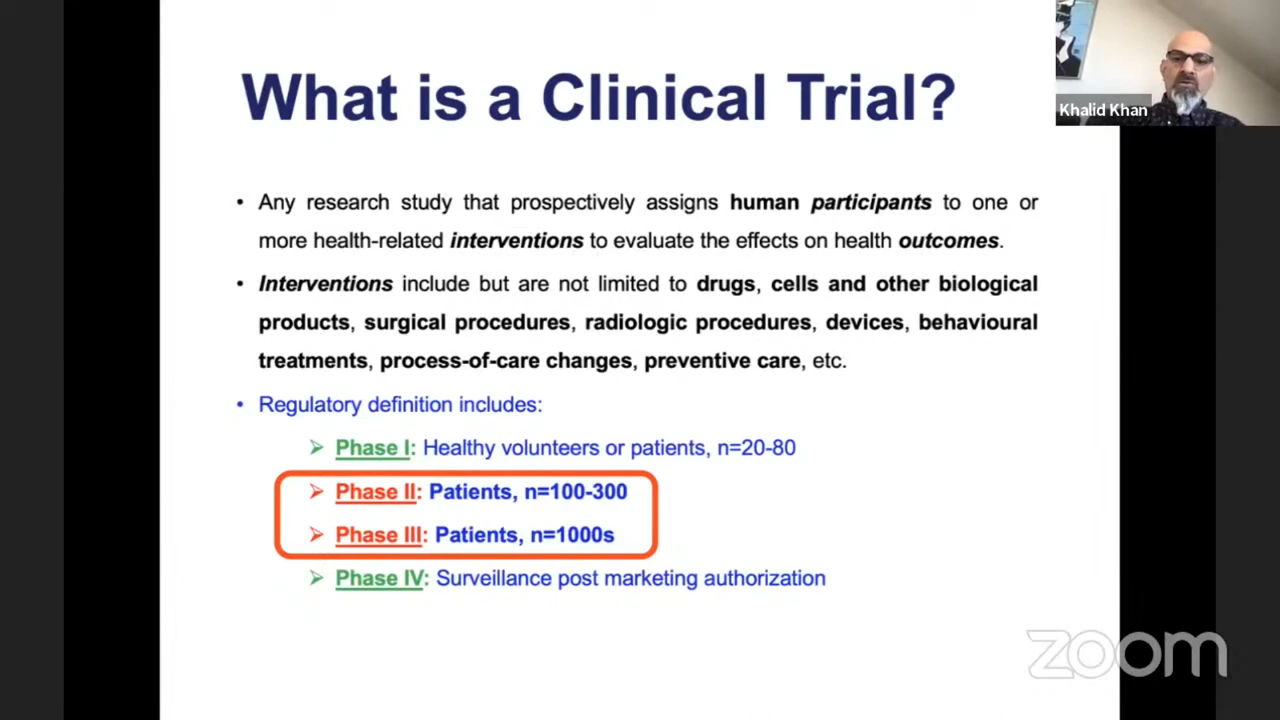 What is a Clinical Trial?
Khalid Khan
• Any research study that prospectively assigns human participants to one or
more health-related interventions to evaluate the effects on health outcomes.
• Interventions include but are not limited to drugs, cells and other biological
products, surgical procedures, radiologic procedures, devices, behavioural
treatments, process-of-care changes, preventive care, etc.
• Regulatory definition includes:
➢ Phase I: Healthy volunteers or patients, n=20-80
➢ Phase II: Patients, n=100-300
➢ Phase III: Patients, n=1000s
➢ Phase IV: Surveillance post marketing authorization
zoom